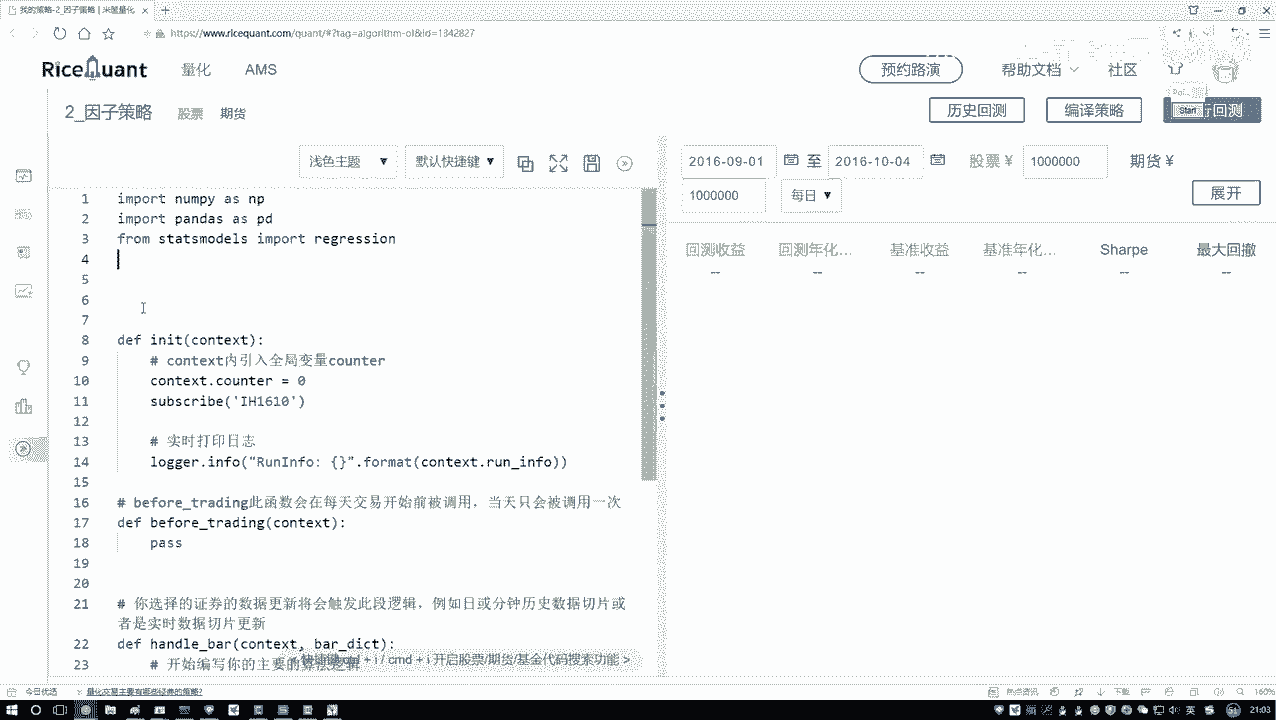 我的策略-2_因子策略 | 米筐量化
https://www.ricequant.com/quant/#?tag=algorithm-ol&id=1342827
RiceQuant 量化 AMS 预约路演 帮助文档 社区
2_因子策略 股票 期货 历史回测 编译策略 行回测
Start
浅色主题 默认快捷键 2016-09-01 至 2016-10-04 股票 ¥ 1000000 期货 ¥
1000000 每日 展开
1 import numpy as np
2 import pandas as pd
3 from statsmodels import regression
4
5
6
7
8 def init(context):
9 # context内引入全局变量counter
10 context.counter = 0
11 subscribe('IH1610')
12
13 # 实时打印日志
14 logger.info("RunInfo: {}".format(context.run_info))
15
16 # before_trading此函数会在每天交易开始前被调用，当天只会被调用一次
17 def before_trading(context):
18 pass
19
20
21 # 你选择的证券的数据更新将会触发此段逻辑，例如日或分钟历史数据切片或
者是实时数据切片更新
22 def handle_bar(context, bar_dict):
23 # 开始编写你的主要的算法逻辑
+ i / cmd + i 开启股票/期货/基金代码搜索功能 >
回测收益 回测年化... 基准收益 基准年化... Sharpe 最大回撤
-- -- -- -- -- --
今日优选 量化交易主要有哪些经典的策略?
热点资讯 下载 160%
英 21:03